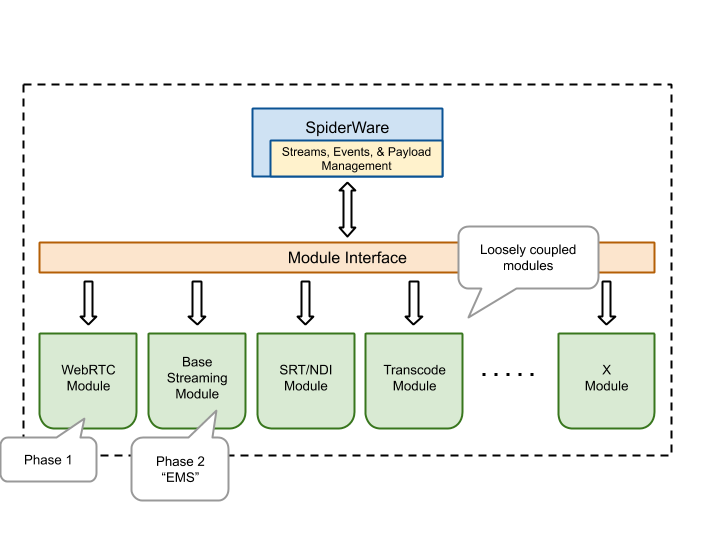 SpiderWare
Streams, Events, & Payload
Management
Module Interface
Loosely coupled
modules
WebRTC
Module
Base
Streaming
Module
SRT/NDI
Module
Transcode
Module
. . . . .
X
Module
Phase 1
Phase 2
“EMS”